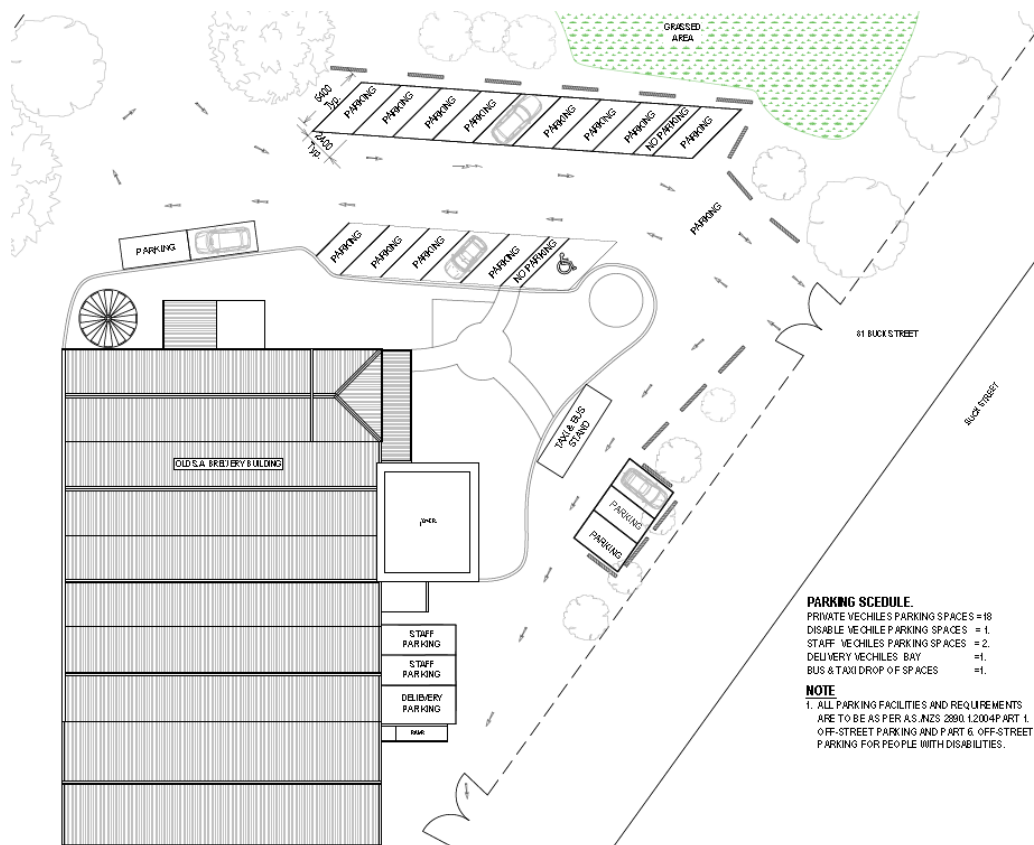 GRASSED
AREA
5400
Typ.
2400
Typ.
PARKING
PARKING
PARKING
PARKING
PARKING
PARKING
PARKING
NO PARKING
PARKING
PARKING
PARKING
PARKING
PARKING
PARKING
PARKING
NO PARKING
81 BUCK STREET
BUCK STREET
TAXI & BUS
STAND
OLD S.A BREWERY BUILDING
PARKING
PARKING
STAFF
PARKING
STAFF
PARKING
DELIEVERY
PARKING
RAMP
PARKING SCEDULE.
PRIVATE VECHILES PARKING SPACES =18
DISABLE VECHILE PARKING SPACES = 1.
STAFF VECHILES PARKING SPACES = 2.
DELIVERY VECHILES BAY =1.
BUS & TAXI DROP OF SPACES =1.
NOTE
1. ALL PARKING FACILITIES AND REQUIREMENTS
ARE TO BE AS PER A.S./NZS 2890.1.2004 PART 1.
OFF-STREET PARKING AND PART 6. OFF-STREET
PARKING FOR PEOPLE WITH DISABILITIES.